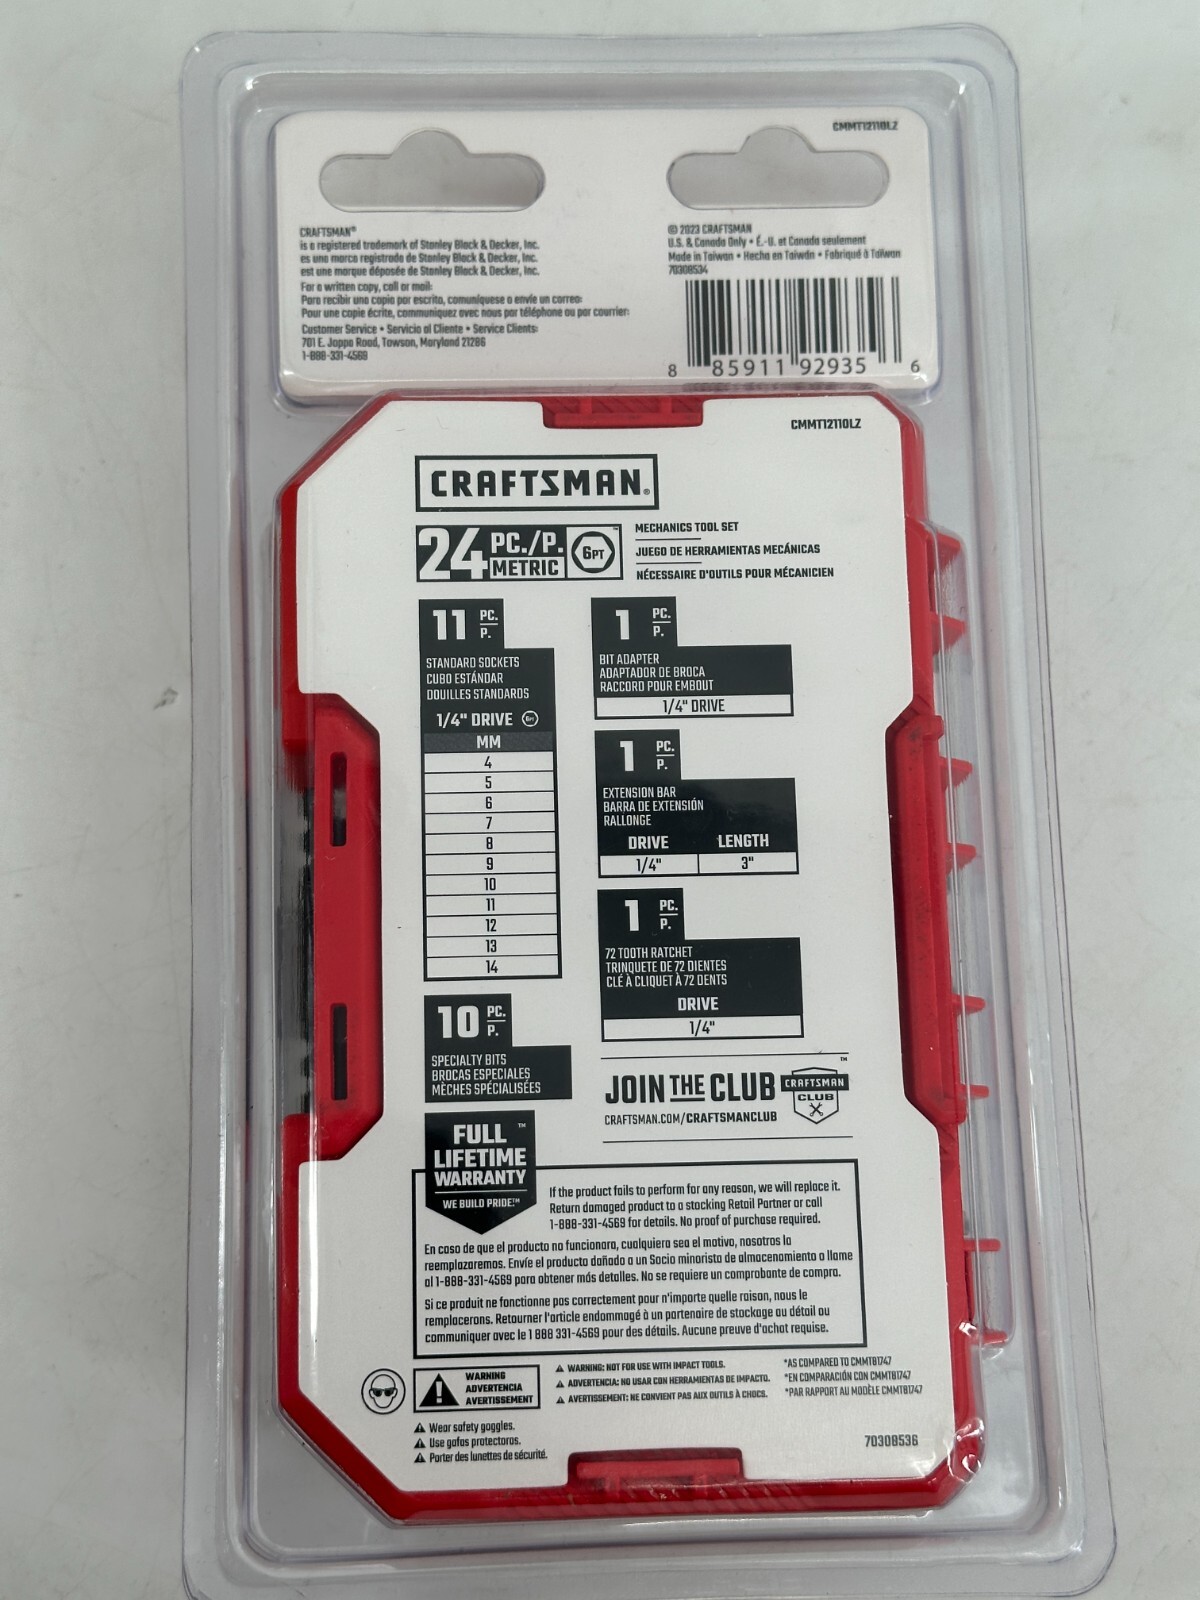 CMMT12110LZ
CRAFTSMAN®
is a registered trademark of Stanley Black & Decker, Inc.
es una marca registrada de Stanley Black & Decker, Inc.
est une marque déposée de Stanley Black & Decker, Inc.
For a written copy, call or mail:
Para recibir una copia por escrito, comuníquese o envíe un correo:
Pour une copie écrite, communiquez avec nous par téléphone ou par courrier:
Customer Service • Servicio al Cliente • Service Clients:
701 E. Joppa Road, Towson, Maryland 21286
1-888-331-4569
© 2023 CRAFTSMAN
U.S. & Canada Only • É.-U. et Canada seulement
Made in Taiwan • Hecho en Taiwán • Fabriqué à Taïwan
70308534
8 85911 92935 6
CMMT12110LZ
CRAFTSMAN®
24 PC./P. METRIC 6PT™
MECHANICS TOOL SET
JUEGO DE HERRAMIENTAS MECÁNICAS
NÉCESSAIRE D'OUTILS POUR MÉCANICIEN
11 PC. P.
STANDARD SOCKETS
CUBO ESTÁNDAR
DOUILLES STANDARDS
1/4" DRIVE 6PT
MM
4
5
6
7
8
9
10
11
12
13
14
10 PC. P.
SPECIALTY BITS
BROCAS ESPECIALES
MÈCHES SPÉCIALISÉES
1 PC. P.
BIT ADAPTER
ADAPTADOR DE BROCA
RACCORD POUR EMBOUT
1/4" DRIVE
1 PC. P.
EXTENSION BAR
BARRA DE EXTENSIÓN
RALLONGE
DRIVE LENGTH
1/4" 3"
1 PC. P.
72 TOOTH RATCHET
TRINQUETE DE 72 DIENTES
CLÉ À CLIQUET À 72 DENTS
DRIVE
1/4"
JOIN THE CLUB
CRAFTSMAN.COM/CRAFTSMANCLUB
CRAFTSMAN™
CLUB
FULL™
LIFETIME
WARRANTY
WE BUILD PRIDE.™
If the product fails to perform for any reason, we will replace it.
Return damaged product to a stocking Retail Partner or call
1-888-331-4569 for details. No proof of purchase required.
En caso de que el producto no funcionara, cualquiera sea el motivo, nosotros lo
reemplazaremos. Envíe el producto dañado a un Socio minorista de almacenamiento o llame
al 1-888-331-4569 para obtener más detalles. No se requiere un comprobante de compra.
Si ce produit ne fonctionne pas correctement pour n'importe quelle raison, nous le
remplacerons. Retourner l'article endommagé à un partenaire de stockage au détail ou
communiquer avec le 1 888 331-4569 pour des détails. Aucune preuve d'achat requise.
WARNING
ADVERTENCIA
AVERTISSEMENT
WARNING: NOT FOR USE WITH IMPACT TOOLS.
ADVERTENCIA: NO USAR CON HERRAMIENTAS DE IMPACTO.
AVERTISSEMENT: NE CONVIENT PAS AUX OUTILS À CHOCS.
*AS COMPARED TO CMMT81747
*EN COMPARACIÓN CON CMMT81747
*PAR RAPPORT AU MODÈLE CMMT81747
Wear safety goggles.
Use gafas protectoras.
Porter des lunettes de sécurité.
70308536